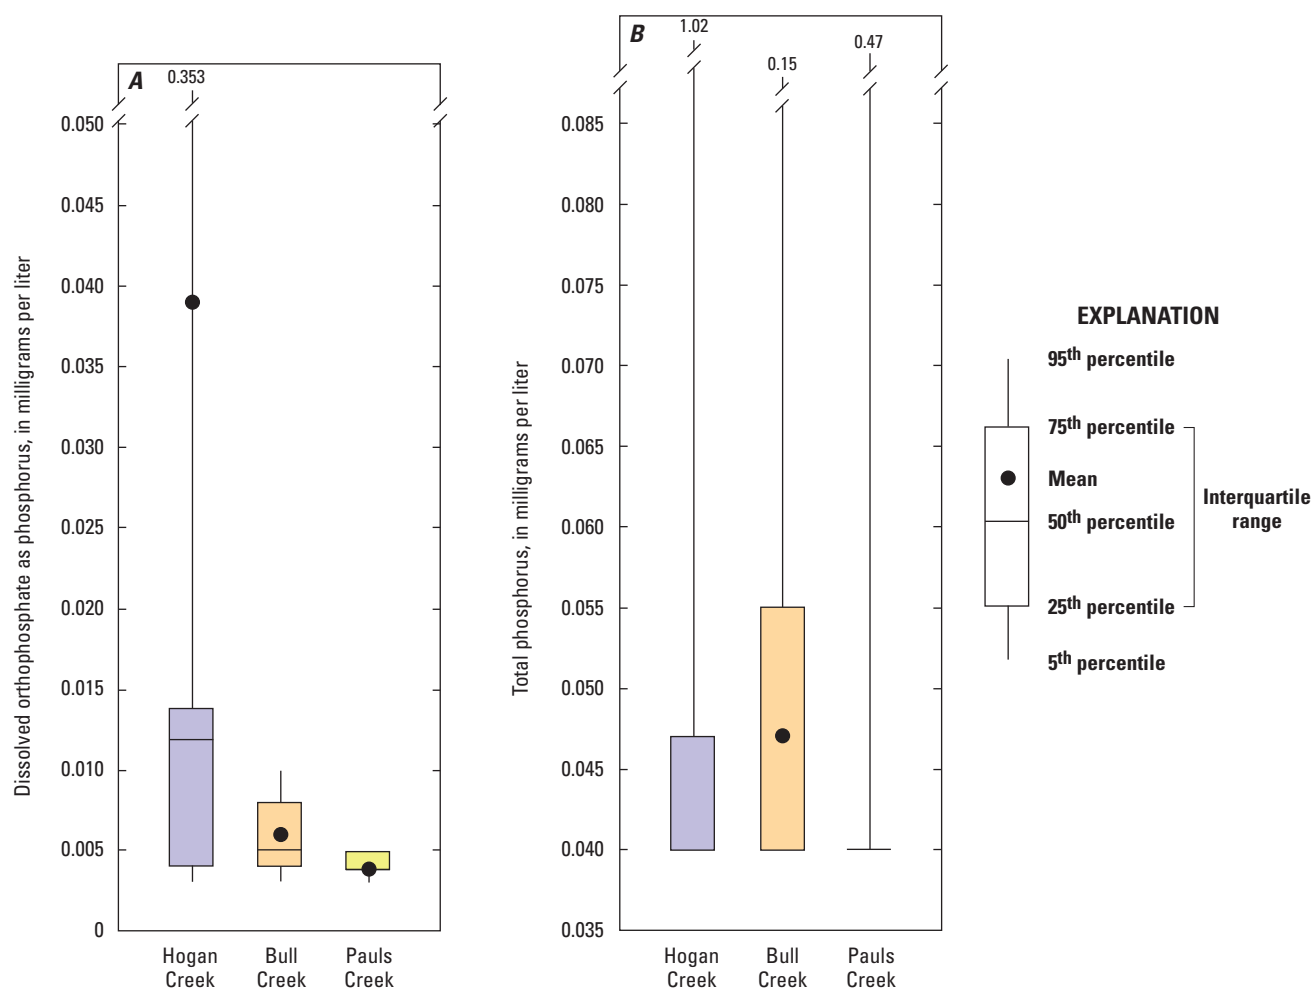 A
0.353
Dissolved orthophosphate as phosphorus, in milligrams per liter
0.050
0.045
0.040
0.035
0.030
0.025
0.020
0.015
0.010
0.005
0
Hogan
Creek
Bull
Creek
Pauls
Creek
B
1.02
0.15
0.47
Total phosphorus, in milligrams per liter
0.085
0.080
0.075
0.070
0.065
0.060
0.055
0.050
0.045
0.040
0.035
Hogan
Creek
Bull
Creek
Pauls
Creek
EXPLANATION
95th percentile
75th percentile
Mean
50th percentile
25th percentile
5th percentile
Interquartile
range